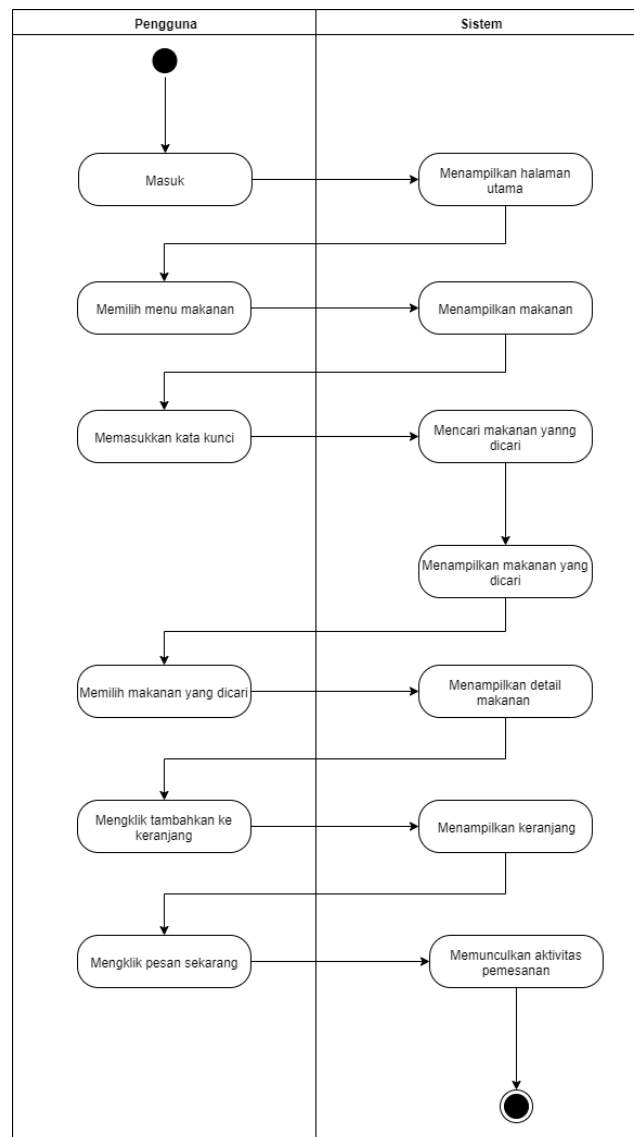 Pengguna
Sistem
Masuk
Menampilkan halaman
utama
Memilih menu makanan
Menampilkan makanan
Memasukkan kata kunci
Mencari makanan yanng
dicari
Menampilkan makanan yang
dicari
Memilih makanan yang dicari
Menampilkan detail
makanan
Mengklik tambahkan ke
keranjang
Menampilkan keranjang
Mengklik pesan sekarang
Memunculkan aktivitas
pemesanan